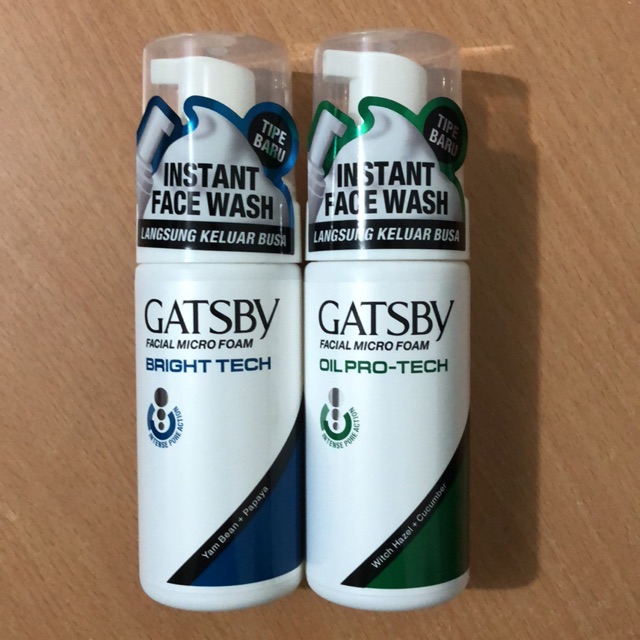 TIPE
BARU
INSTANT
FACE WASH
LANGSUNG KELUAR BUSA
GATSBY
FACIAL MICRO FOAM
BRIGHT TECH
INTENSE PORE ACTION
Yam Bean + Papaya
TIPE
BARU
INSTANT
FACE WASH
LANGSUNG KELUAR BUSA
GATSBY
FACIAL MICRO FOAM
OIL PRO-TECH
INTENSE PORE ACTION
Witch Hazel + Cucumber